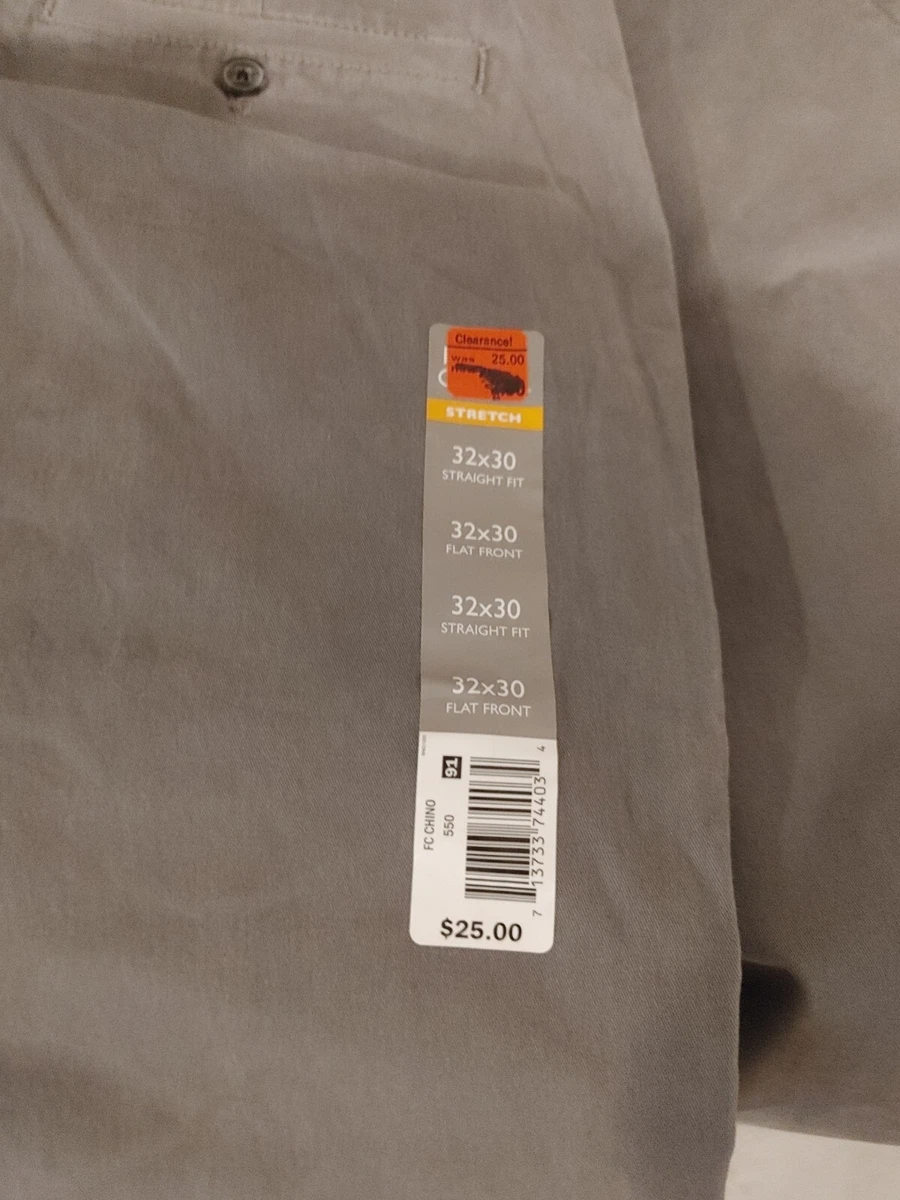 Clearance!
was 25.00
STRETCH
32x30
STRAIGHT FIT
32x30
FLAT FRONT
32x30
STRAIGHT FIT
32x30
FLAT FRONT
91
FC CHINO
550
7 13733 74403 4
$25.00